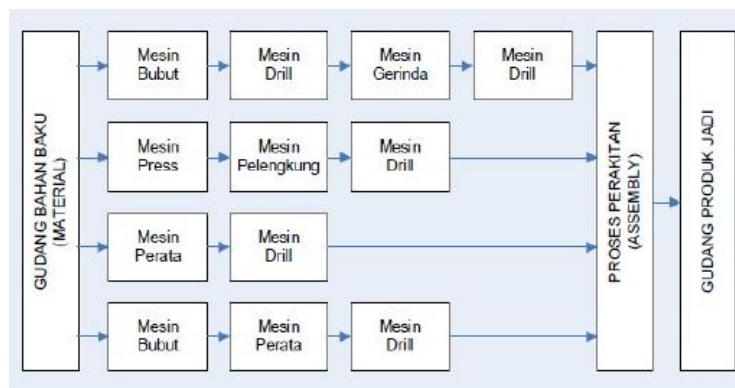 GUDANG BAHAN BAKU
(MATERIAL)
Mesin
Bubut
Mesin
Drill
Mesin
Gerinda
Mesin
Drill
Mesin
Press
Mesin
Pelengkung
Mesin
Drill
Mesin
Perata
Mesin
Drill
Mesin
Bubut
Mesin
Perata
Mesin
Drill
PROSES PERAKITAN
(ASSEMBLY)
GUDANG PRODUK JADI